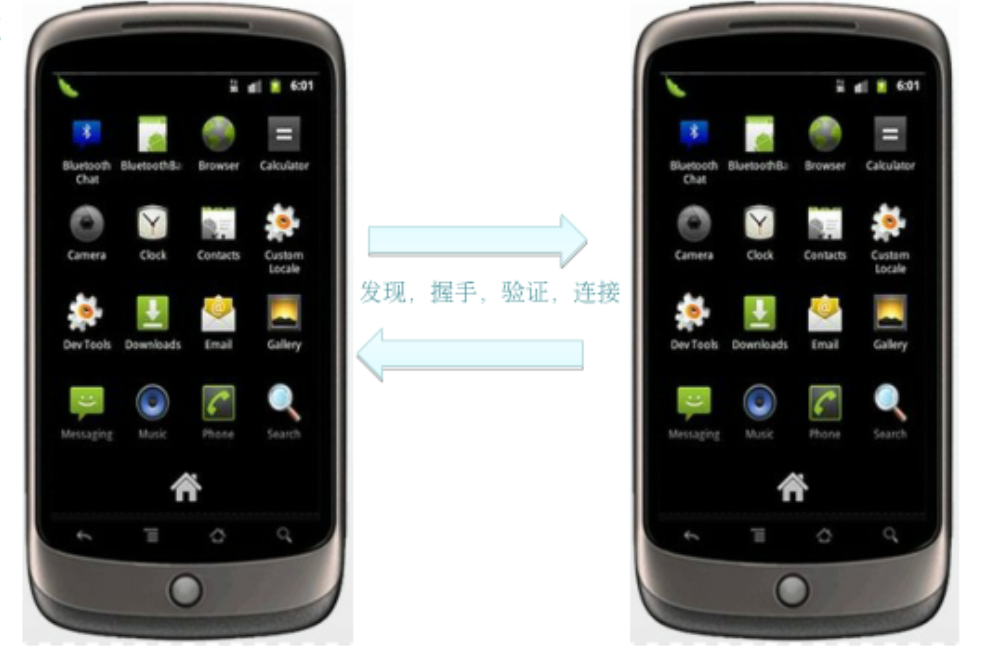 6:01
Bluetooth Chat
BluetoothBa
Browser
Calculator
Camera
Clock
Contacts
Custom Locale
Dev Tools
Downloads
Email
Gallery
Messaging
Music
Phone
Search
发现，握手，验证，连接
6:01
Bluetooth Chat
BluetoothBa
Browser
Calculator
Camera
Clock
Contacts
Custom Locale
Dev Tools
Downloads
Email
Gallery
Messaging
Music
Phone
Search